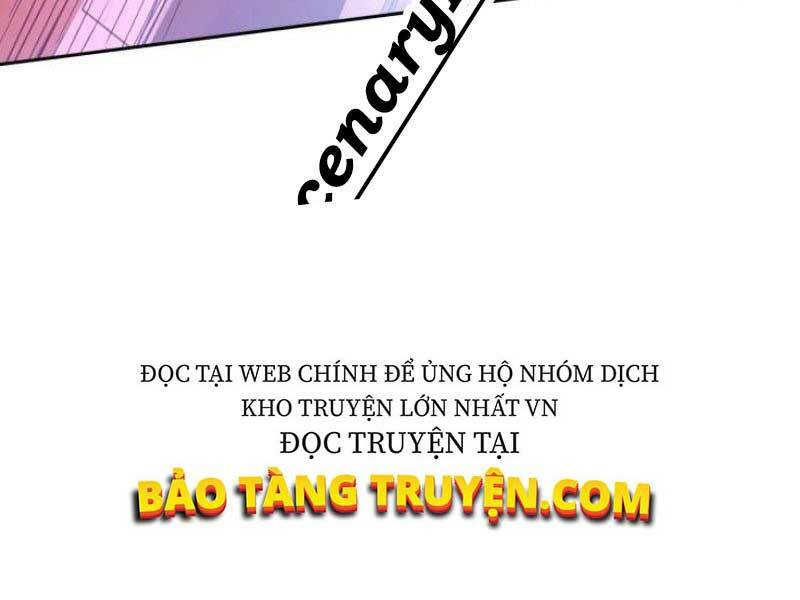 cenary
ĐỌC TẠI WEB CHÍNH ĐỂ ỦNG HỘ NHÓM DỊCH
KHO TRUYỆN LỚN NHẤT VN
ĐỌC TRUYỆN TẠI
BẢO TÀNG TRUYỆN.COM